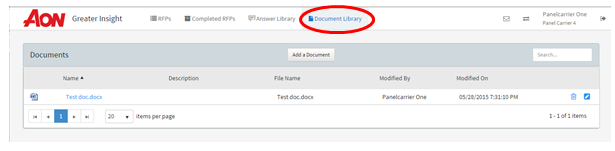 AON Greater Insight RFPs Completed RFPs Answer Library Document Library Panelcarrier One
Panel Carrier 4
Documents Add a Document Search...
Name Description File Name Modified By Modified On
Test doc.docx Test doc.docx Panelcarrier One 05/28/2015 7:31:10 PM
1 20 items per page 1 - 1 of 1 items